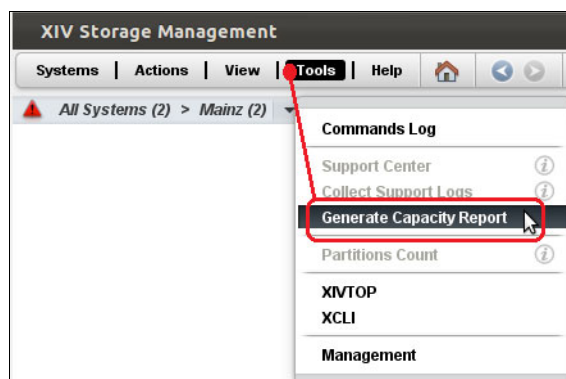 XIV Storage Management
Systems | Actions | View | Tools | Help
All Systems (2) > Mainz (2)
Commands Log
Support Center
Collect Support Logs
Generate Capacity Report
Partitions Count
XIVTOP
XCLI
Management